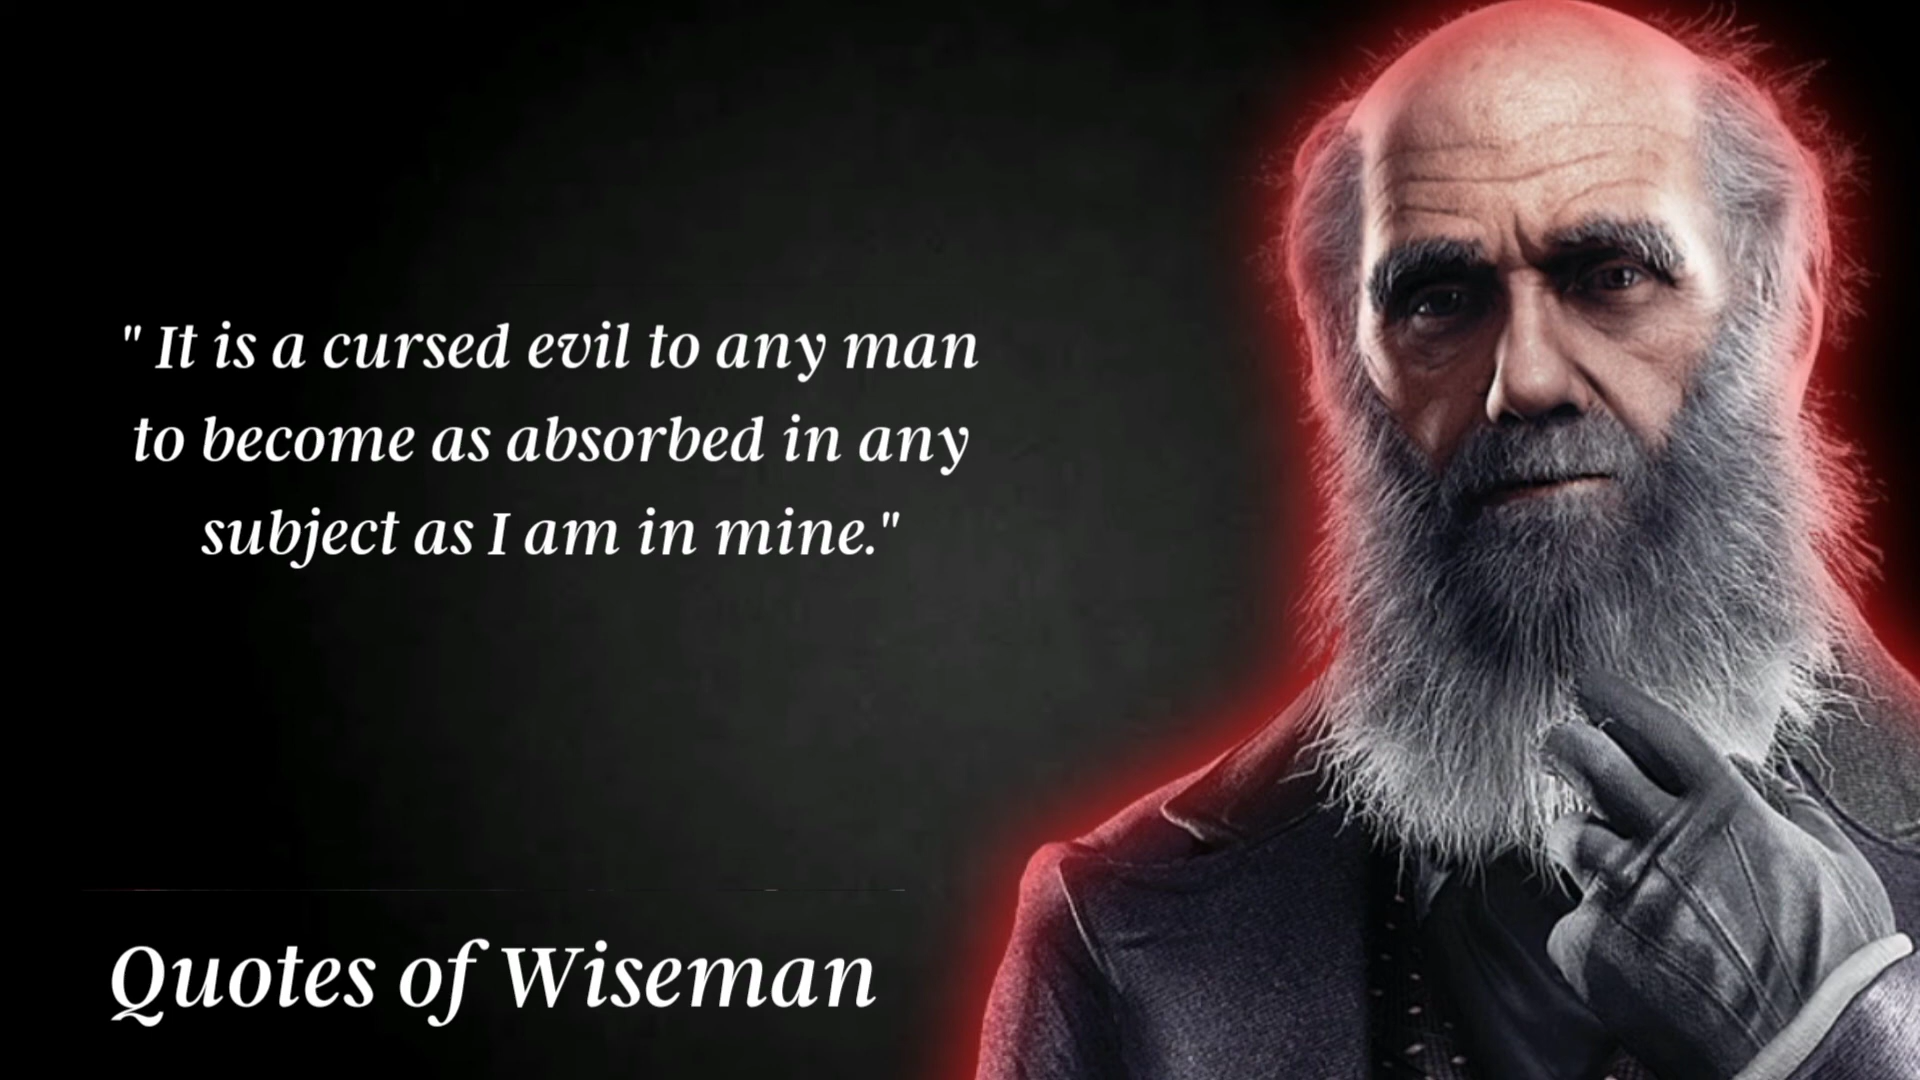 " It is a cursed evil to any man
to become as absorbed in any
subject as I am in mine."
Quotes of Wiseman